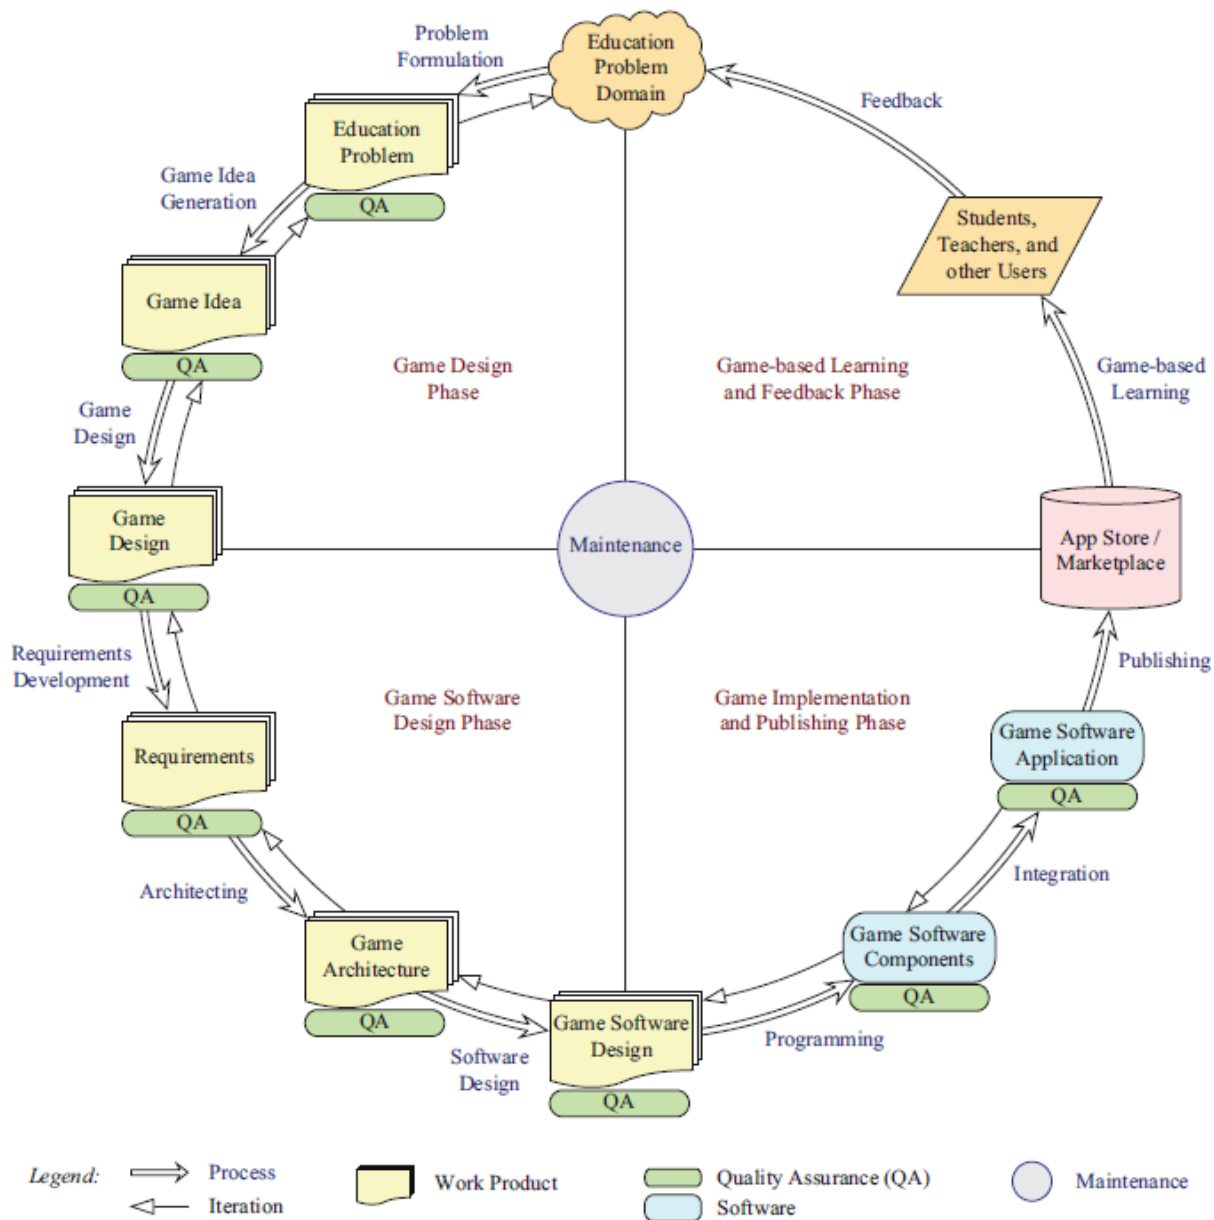 Education
Problem
Domain
Problem
Formulation
Feedback
Education
Problem
QA
Game Idea
Generation
Students,
Teachers, and
other Users
Game Idea
QA
Game Design
Phase
Game-based Learning
and Feedback Phase
Game-based
Learning
Game
Design
Game
Design
QA
Maintenance
App Store /
Marketplace
Requirements
Development
Publishing
Game Software
Design Phase
Game Implementation
and Publishing Phase
Requirements
QA
Game Software
Application
QA
Architecting
Integration
Game
Architecture
QA
Game Software
Components
QA
Software
Design
Game Software
Design
QA
Programming
Legend:
Process
Iteration
Work Product
Quality Assurance (QA)
Software
Maintenance